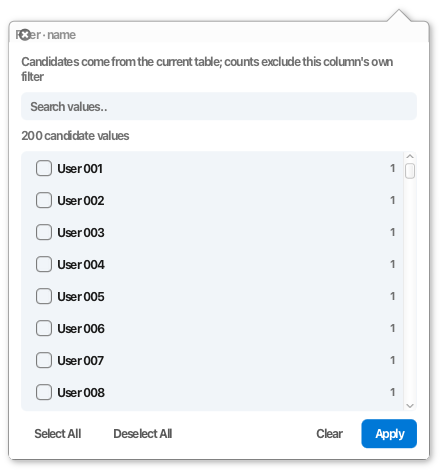 Filter · name
Candidates come from the current table; counts exclude this column's own
filter
Search values..
200 candidate values
User 001 1
User 002 1
User 003 1
User 004 1
User 005 1
User 006 1
User 007 1
User 008 1
Select All Deselect All Clear Apply